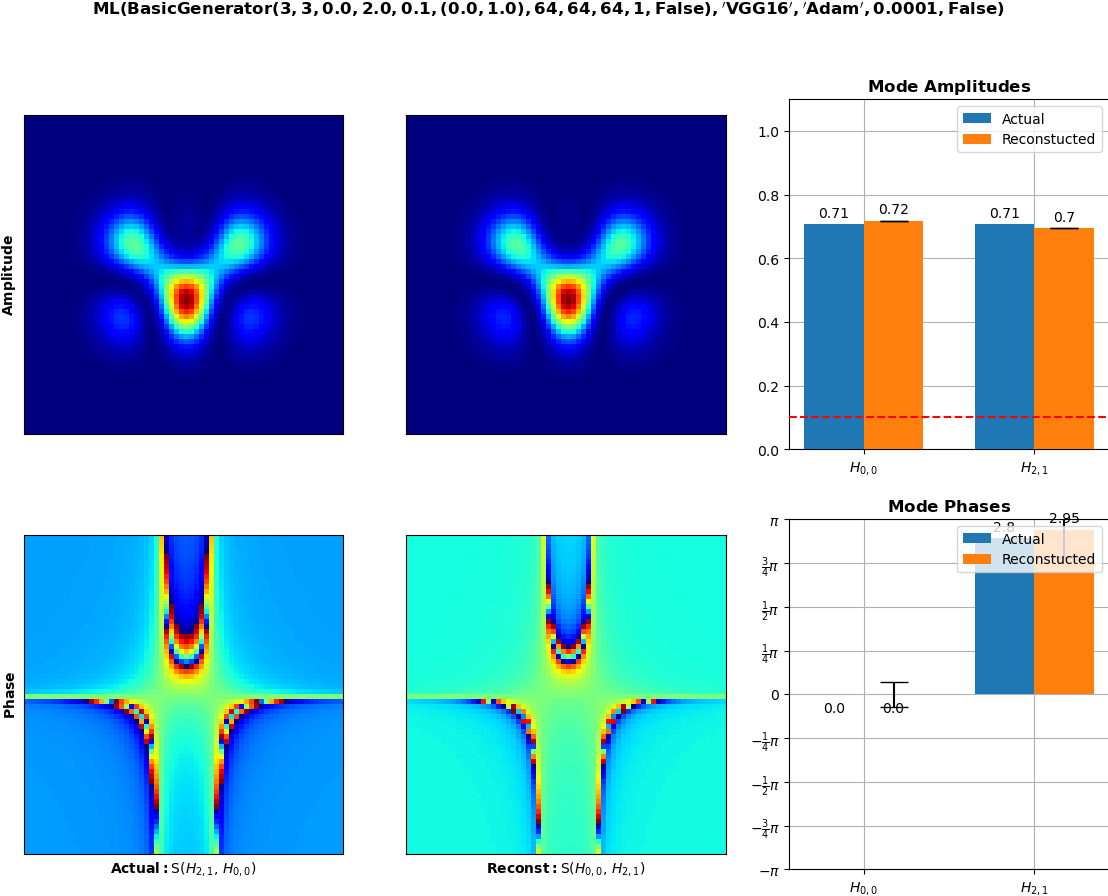 ML(BasicGenerator(3, 3, 0.0, 2.0, 0.1, (0.0, 1.0), 64, 64, 64, 1, False), ′VGG16′, ′Adam′, 0.0001, False)
Amplitude
Mode Amplitudes
Actual
Reconstucted
1.0
0.8
0.6
0.4
0.2
0.0
0.71
0.72
0.71
0.7
H0,0
H2,1
Phase
Actual: S(H2,1, H0,0)
Reconst: S(H0,0, H2,1)
Mode Phases
Actual
Reconstucted
π
3/4π
1/2π
1/4π
0
−1/4π
−1/2π
−3/4π
−π
0.0
0.0
2.8
2.95
H0,0
H2,1